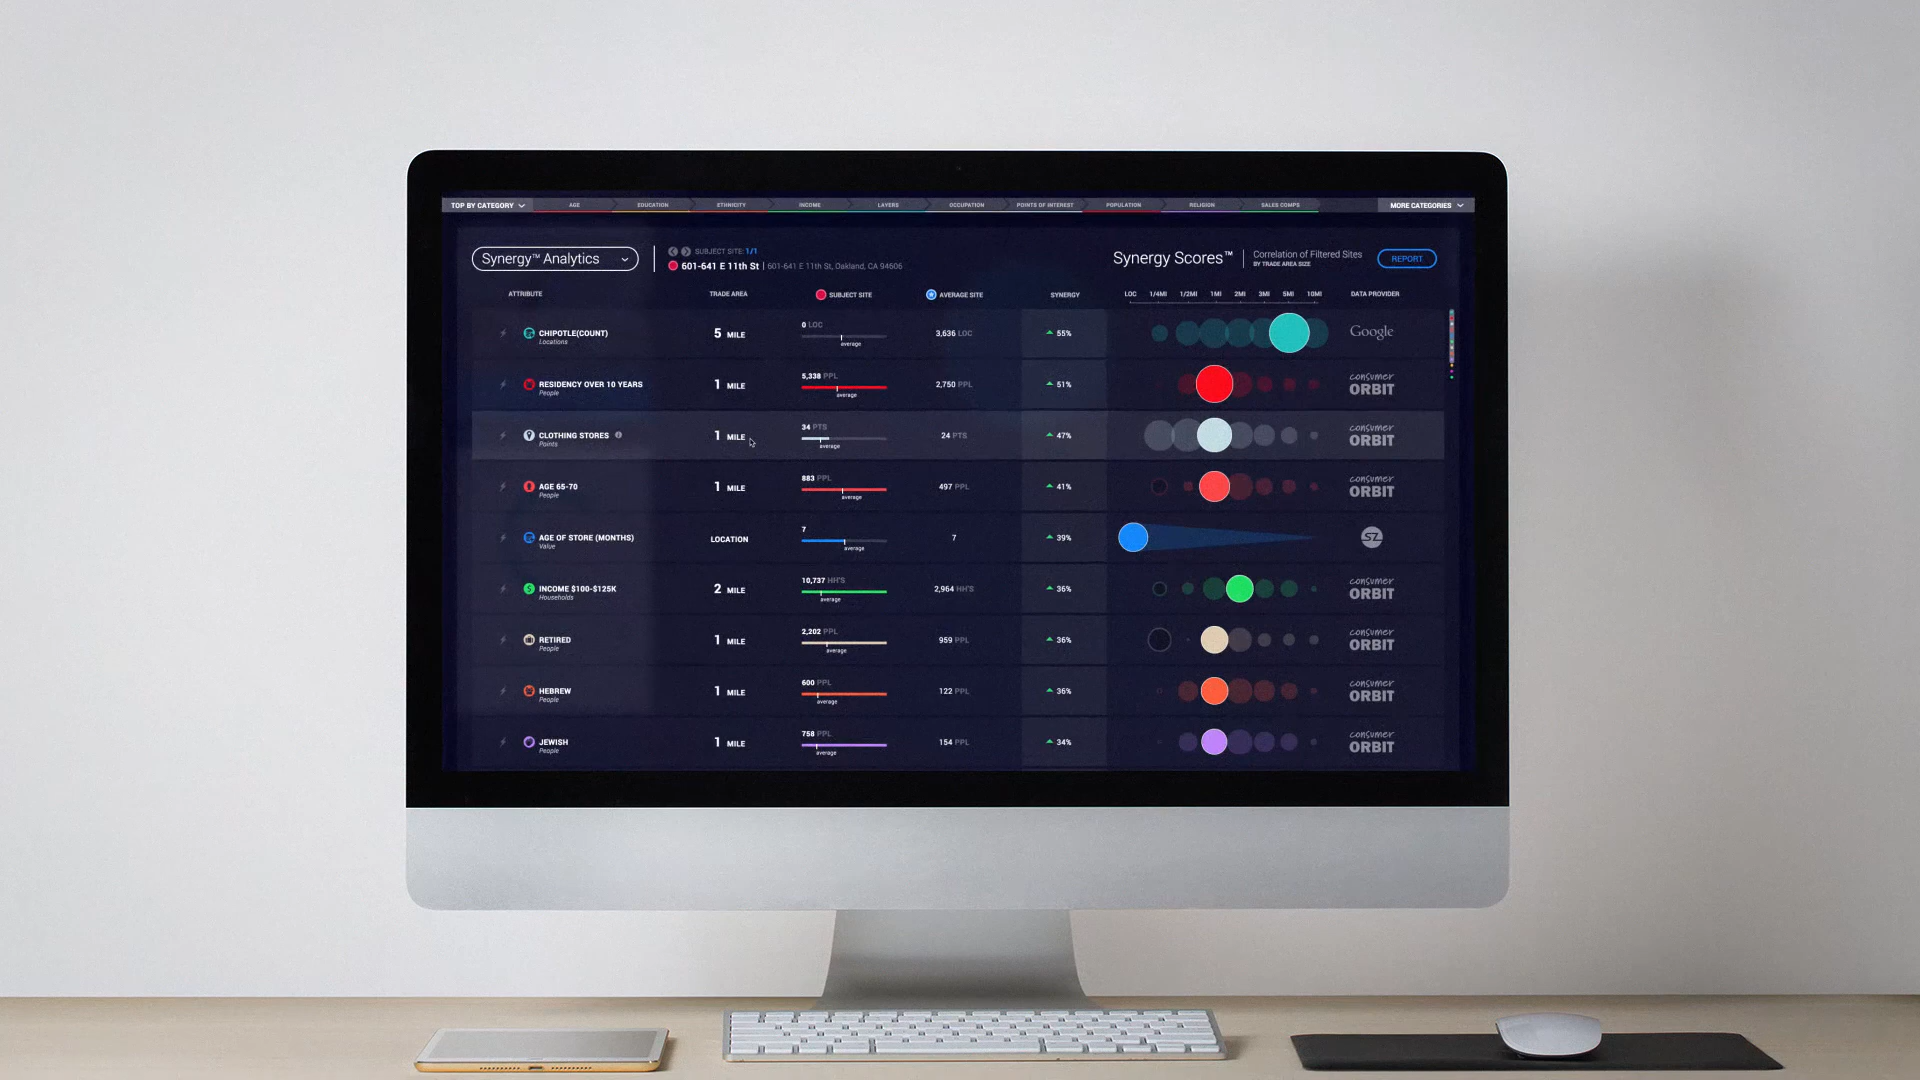 TOP BY CATEGORY AGE EDUCATION ETHNICITY INCOME LAYERS OCCUPATION POINTS OF INTEREST POPULATION RELIGION SALES COMPS MORE CATEGORIES
Synergy™ Analytics
SUBJECT SITE: 1/1
601-641 E 11th St | 601-641 E 11th St, Oakland, CA 94606
Synergy Scores™
Correlation of Filtered Sites
BY TRADE AREA SIZE
REPORT
ATTRIBUTE TRADE AREA SUBJECT SITE AVERAGE SITE SYNERGY LOC 1/4MI 1/2MI 1MI 2MI 3MI 5MI 10MI DATA PROVIDER
CHIPOTLE(COUNT)
Locations
5 MILE
0 LOC
average
3,636 LOC
55%
Google
RESIDENCY OVER 10 YEARS
People
1 MILE
5,338 PPL
average
2,750 PPL
51%
consumer
ORBIT
CLOTHING STORES
Points
1 MILE
34 PTS
average
24 PTS
47%
consumer
ORBIT
AGE 65-70
People
1 MILE
883 PPL
average
497 PPL
41%
consumer
ORBIT
AGE OF STORE (MONTHS)
Value
LOCATION
7
average
7
39%
SZ
INCOME $100-$125K
Households
2 MILE
10,737 HH'S
average
2,964 HH'S
36%
consumer
ORBIT
RETIRED
People
1 MILE
2,202 PPL
average
959 PPL
36%
consumer
ORBIT
HEBREW
People
1 MILE
600 PPL
average
122 PPL
36%
consumer
ORBIT
JEWISH
People
1 MILE
758 PPL
average
154 PPL
34%
consumer
ORBIT